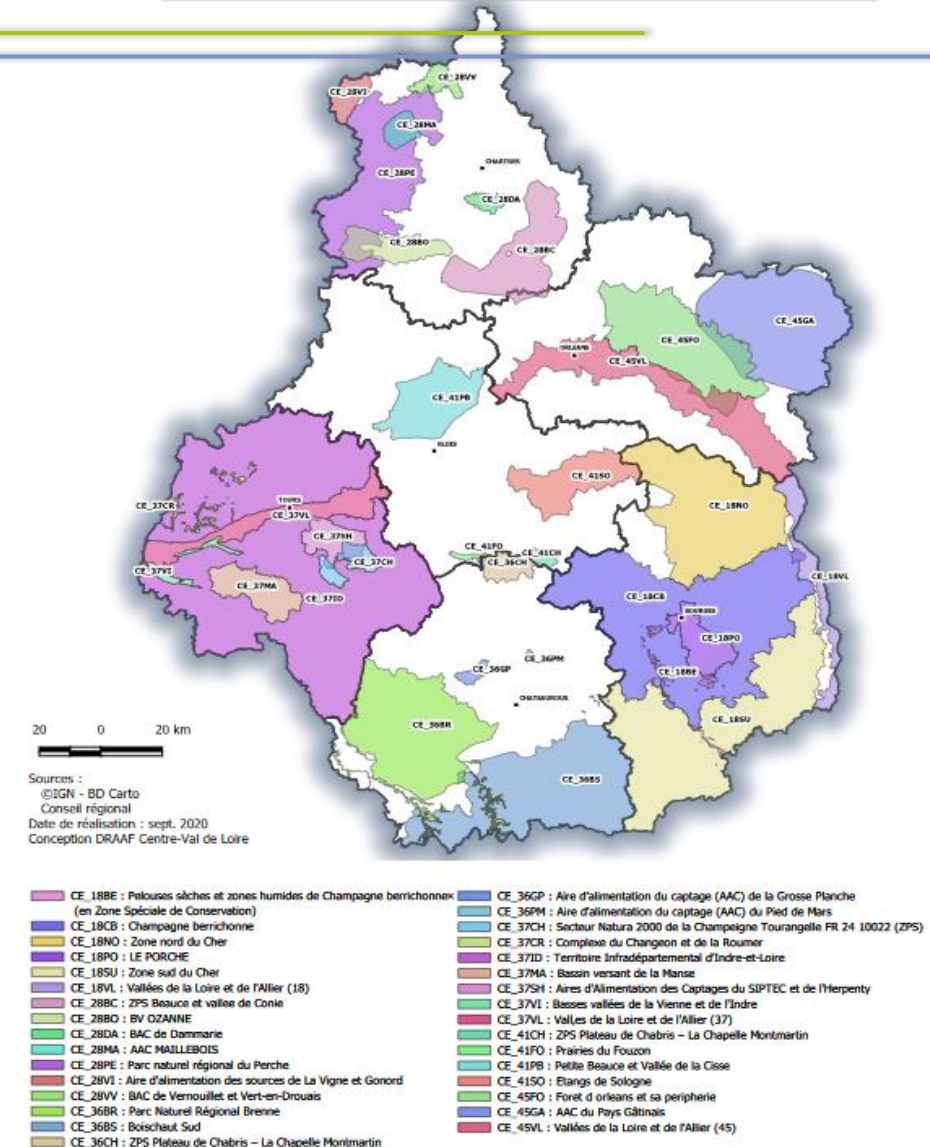 CE_28VV
CE_28VI
CE_28MA
CHARTRES
CE_28PE
CE_28DA
CE_28BO
CE_28BC
CE_45GA
CE_45FO
ORLEANS
CE_45VL
CE_41PB
BLOIS
CE_41SO
CE_37CR
TOURS
CE_37VL
CE_18NO
CE_37SH
CE_41FO
CE_41CH
CE_37CH
CE_36CH
CE_37VI
CE_37MA
CE_37ID
CE_18VL
CE_18CB
BOURGES
CE_18PO
CE_36PM
CE_36GP
CE_18BE
CHATEAUROUX
CE_18SU
CE_36BR
CE_36BS
20 0 20 km
Sources :
©IGN - BD Carto
Conseil régional
Date de réalisation : sept. 2020
Conception DRAAF Centre-Val de Loire
CE_18BE : Pelouses sèches et zones humides de Champagne berrichonnex
(en Zone Spéciale de Conservation)
CE_18CB : Champagne berrichonne
CE_18NO : Zone nord du Cher
CE_18PO : LE PORCHE
CE_18SU : Zone sud du Cher
CE_18VL : Vallées de la Loire et de l'Allier (18)
CE_28BC : ZPS Beauce et vallee de Conie
CE_28BO : BV OZANNE
CE_28DA : BAC de Dammarie
CE_28MA : AAC MAILLEBOIS
CE_28PE : Parc naturel régional du Perche
CE_28VI : Aire d'alimentation des sources de La Vigne et Gonord
CE_28VV : BAC de Vernouillet et Vert-en-Drouais
CE_36BR : Parc Naturel Régional Brenne
CE_36BS : Boischaut Sud
CE_36CH : ZPS Plateau de Chabris – La Chapelle Montmartin
CE_36GP : Aire d'alimentation du captage (AAC) de la Grosse Planche
CE_36PM : Aire d'alimentation du captage (AAC) du Pied de Mars
CE_37CH : Secteur Natura 2000 de la Champeigne Tourangelle FR 24 10022 (ZPS)
CE_37CR : Complexe du Changeon et de la Roumer
CE_37ID : Territoire Infradépartemental d'Indre-et-Loire
CE_37MA : Bassin versant de la Manse
CE_37SH : Aires d'Alimentation des Captages du SIPTEC et de l'Herpenty
CE_37VI : Basses vallées de la Vienne et de l'Indre
CE_37VL : Valles de la Loire et de l'Allier (37)
CE_41CH : ZPS Plateau de Chabris – La Chapelle Montmartin
CE_41FO : Prairies du Fouzon
CE_41PB : Petite Beauce et Vallée de la Cisse
CE_41SO : Etangs de Sologne
CE_45FO : Foret d orleans et sa peripherie
CE_45GA : AAC du Pays Gâtinais
CE_45VL : Vallées de la Loire et de l'Allier (45)